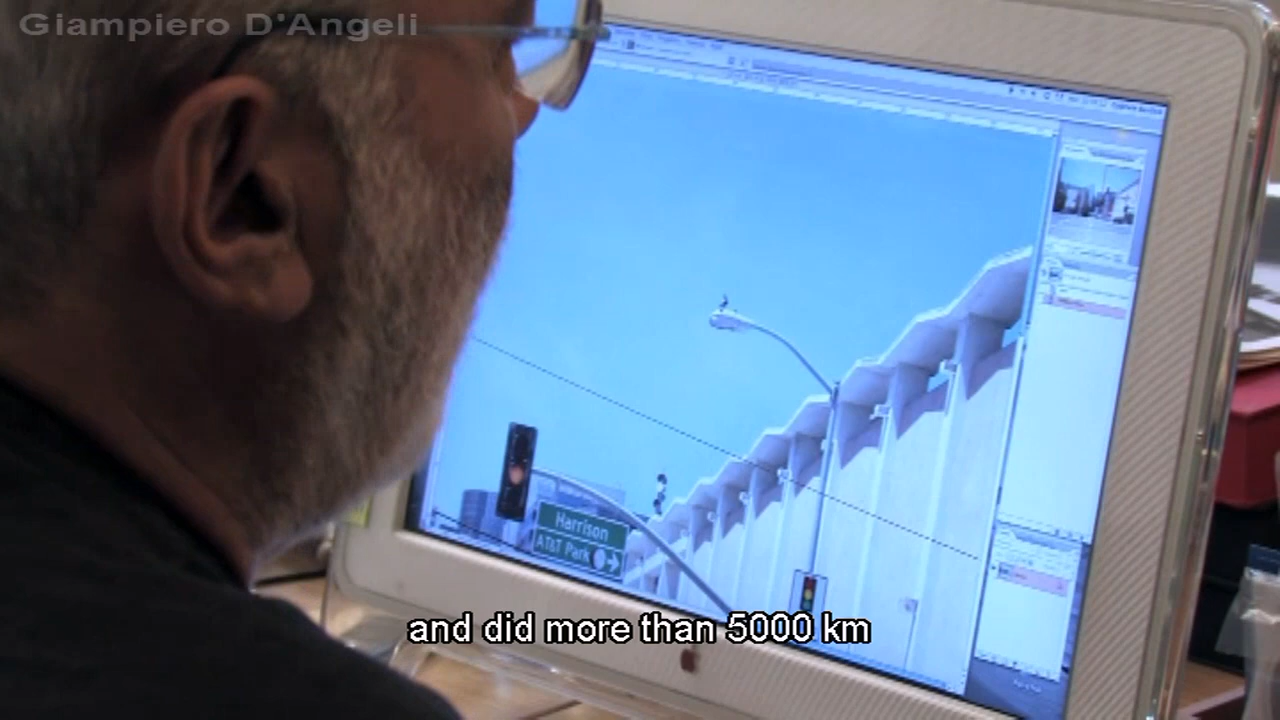 Giampiero D'Angeli
Harrison
AT&T Park
and did more than 5000 km